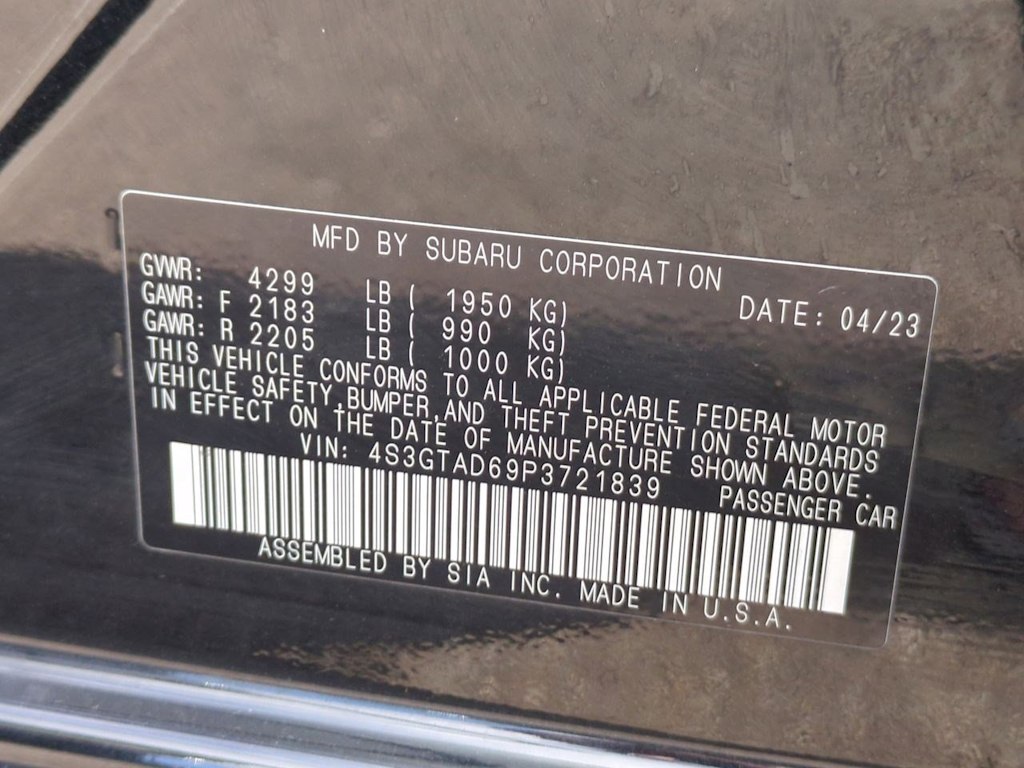 MFD BY SUBARU CORPORATION
GVWR: 4299 LB ( 1950 KG) DATE: 04/23
GAWR: F 2183 LB ( 990 KG)
GAWR: R 2205 LB ( 1000 KG)
THIS VEHICLE CONFORMS TO ALL APPLICABLE FEDERAL MOTOR
VEHICLE SAFETY,BUMPER,AND THEFT PREVENTION STANDARDS
IN EFFECT ON THE DATE OF MANUFACTURE SHOWN ABOVE.
VIN: 4S3GTAD69P3721839 PASSENGER CAR
ASSEMBLED BY SIA INC. MADE IN U.S.A.